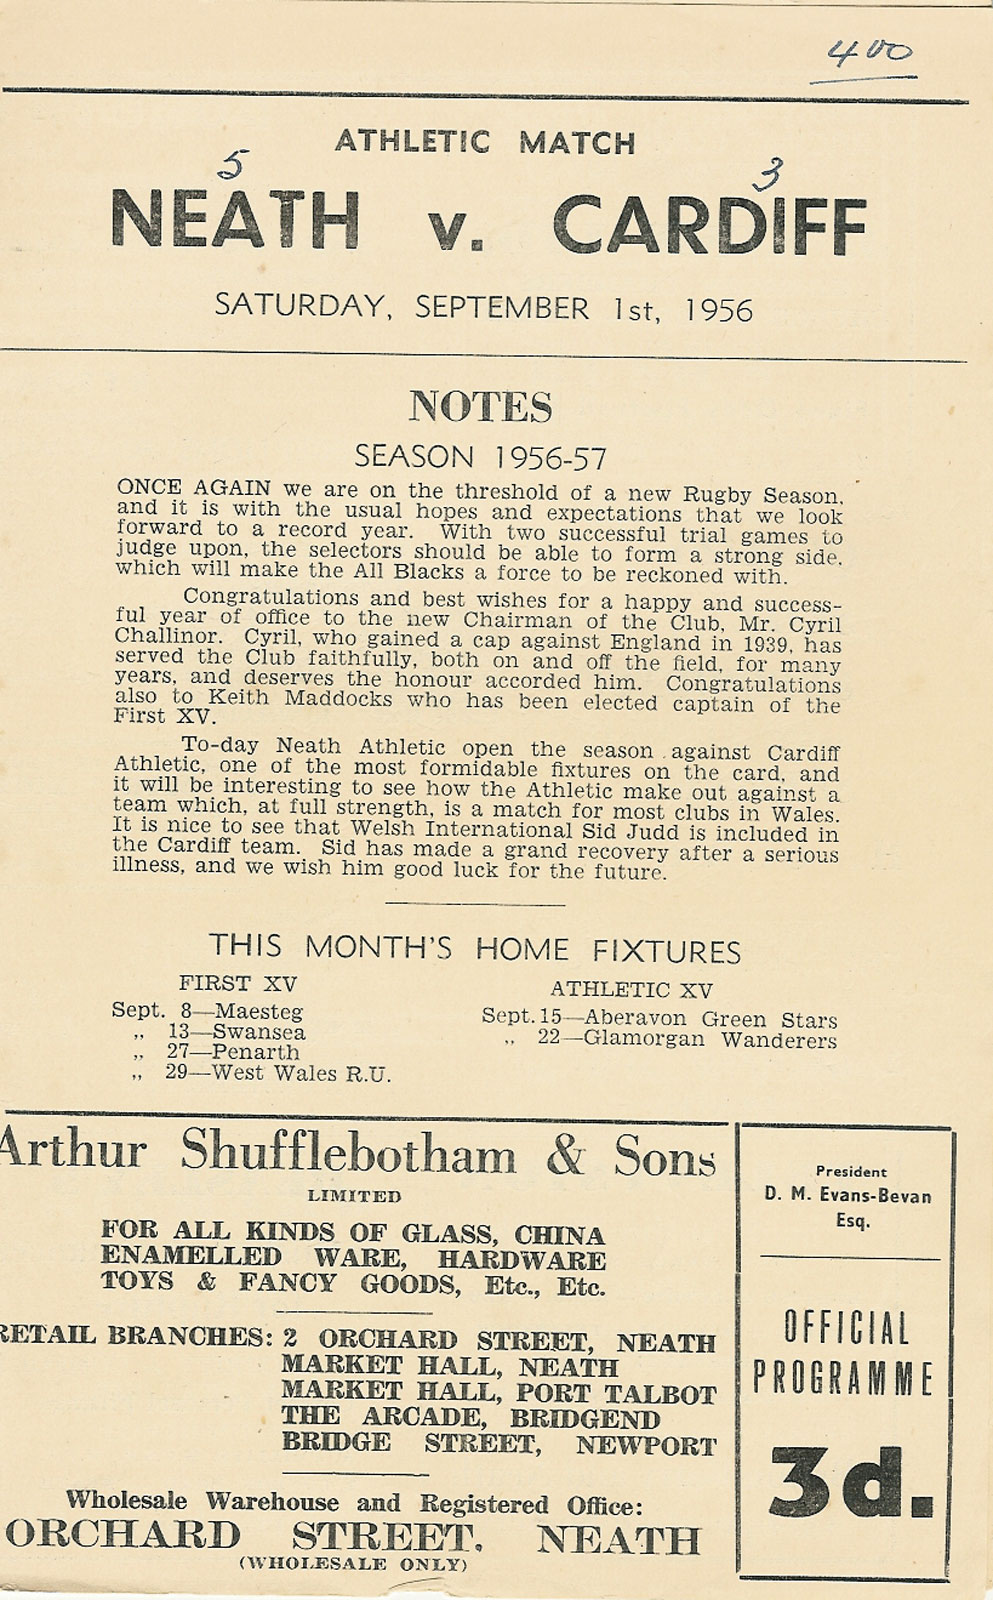 400
ATHLETIC MATCH
5 3
NEATH v. CARDIFF
SATURDAY, SEPTEMBER 1st, 1956
NOTES
SEASON 1956-57
ONCE AGAIN we are on the threshold of a new Rugby Season,
and it is with the usual hopes and expectations that we look
forward to a record year. With two successful trial games to
judge upon, the selectors should be able to form a strong side,
which will make the All Blacks a force to be reckoned with.
Congratulations and best wishes for a happy and success-
ful year of office to the new Chairman of the Club, Mr. Cyril
Challinor. Cyril, who gained a cap against England in 1939, has
served the Club faithfully, both on and off the field, for many
years, and deserves the honour accorded him. Congratulations
also to Keith Maddocks who has been elected captain of the
First XV.
To-day Neath Athletic open the season against Cardiff
Athletic, one of the most formidable fixtures on the card, and
it will be interesting to see how the Athletic make out against a
team which, at full strength, is a match for most clubs in Wales.
It is nice to see that Welsh International Sid Judd is included in
the Cardiff team. Sid has made a grand recovery after a serious
illness, and we wish him good luck for the future.
THIS MONTH'S HOME FIXTURES
FIRST XV
Sept. 8—Maesteg
„ 13—Swansea
„ 27—Penarth
„ 29—West Wales R.U.
ATHLETIC XV
Sept. 15—Aberavon Green Stars
„ 22—Glamorgan Wanderers
Arthur Shufflebotham & Sons
LIMITED
FOR ALL KINDS OF GLASS, CHINA
ENAMELLED WARE, HARDWARE
TOYS & FANCY GOODS, Etc., Etc.
RETAIL BRANCHES: 2 ORCHARD STREET, NEATH
MARKET HALL, NEATH
MARKET HALL, PORT TALBOT
THE ARCADE, BRIDGEND
BRIDGE STREET, NEWPORT
Wholesale Warehouse and Registered Office:
ORCHARD STREET, NEATH
(WHOLESALE ONLY)
President
D. M. Evans-Bevan
Esq.
OFFICIAL
PROGRAMME
3d.